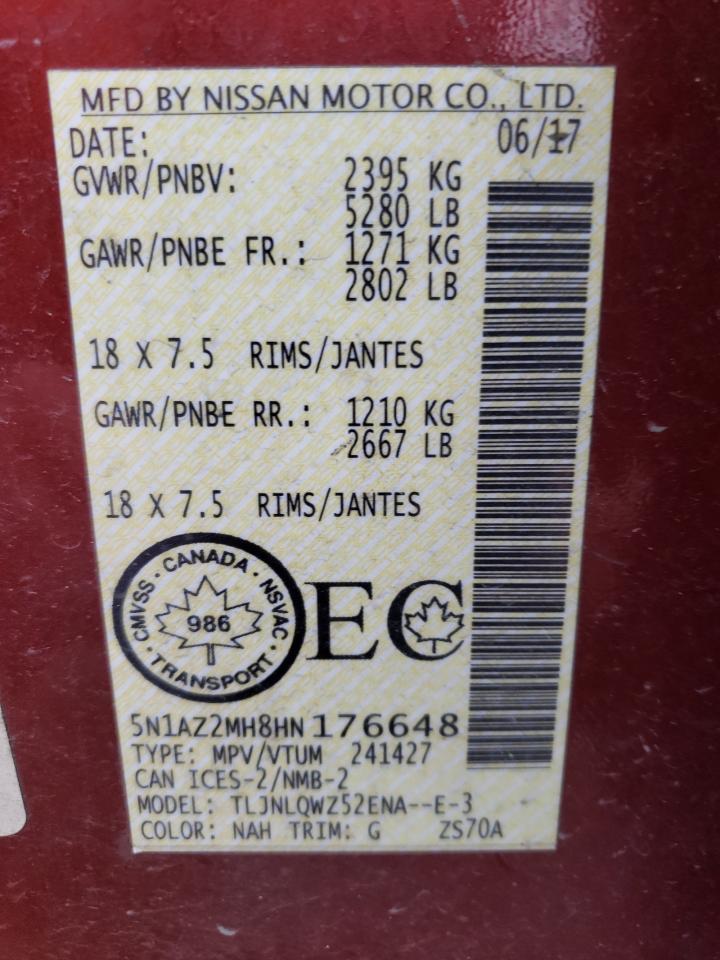 MFD BY NISSAN MOTOR CO., LTD.
DATE: 06/17
GVWR/PNBV: 2395 KG
5280 LB
GAWR/PNBE FR.: 1271 KG
2802 LB
18 X 7.5 RIMS/JANTES
GAWR/PNBE RR.: 1210 KG
2667 LB
18 X 7.5 RIMS/JANTES
CMVSS · CANADA · NSVAC · TRANSPORT ·
986
EC
5N1AZ2MH8HN176648
TYPE: MPV/VTUM 241427
CAN ICES-2/NMB-2
MODEL: TLJNLQWZ52ENA--E-3
COLOR: NAH TRIM: G ZS70A